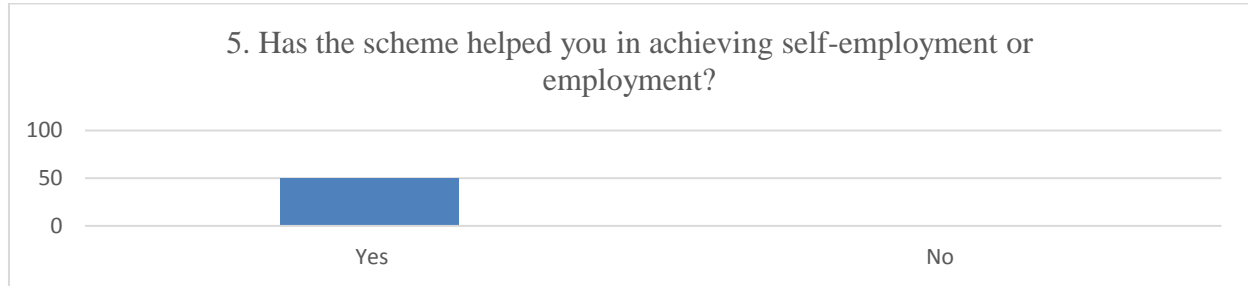 5. Has the scheme helped you in achieving self-employment or
employment?
100
50
0
Yes
No